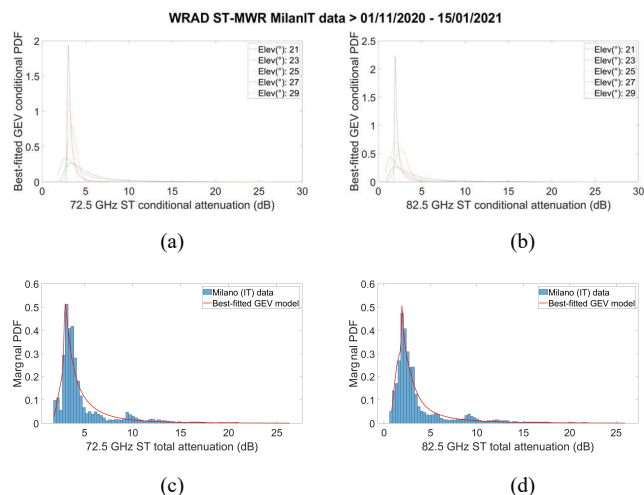 WRAD ST-MWR MilanIT data > 01/11/2020 - 15/01/2021
Best-fitted GEV conditional PDF
2
1.5
1
0.5
0
0 5 10 15 20 25 30
72.5 GHz ST conditional attenuation (dB)
Elev(°): 21
Elev(°): 23
Elev(°): 25
Elev(°): 27
Elev(°): 29
(a)
Best-fitted GEV conditional PDF
2.5
2
1.5
1
0.5
0
0 5 10 15 20 25 30
82.5 GHz ST conditional attenuation (dB)
Elev(°): 21
Elev(°): 23
Elev(°): 25
Elev(°): 27
Elev(°): 29
(b)
Marginal PDF
0.6
0.5
0.4
0.3
0.2
0.1
0
5 10 15 20 25
72.5 GHz ST total attenuation (dB)
Milano (IT) data
Best-fitted GEV model
(c)
Marginal PDF
0.6
0.5
0.4
0.3
0.2
0.1
0
0 5 10 15 20 25
82.5 GHz ST total attenuation (dB)
Milano (IT) data
Best-fitted GEV model
(d)